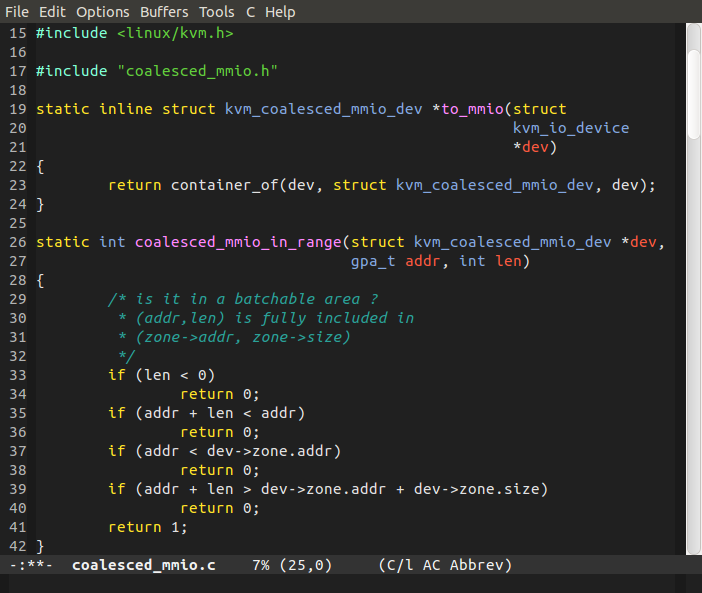 File Edit Options Buffers Tools C Help
15 #include <linux/kvm.h>
16
17 #include "coalesced_mmio.h"
18
19 static inline struct kvm_coalesced_mmio_dev *to_mmio(struct
20                                                      kvm_io_device
21                                                      *dev)
22 {
23         return container_of(dev, struct kvm_coalesced_mmio_dev, dev);
24 }
25
26 static int coalesced_mmio_in_range(struct kvm_coalesced_mmio_dev *dev,
27                                    gpa_t addr, int len)
28 {
29         /* is it in a batchable area ?
30          * (addr,len) is fully included in
31          * (zone->addr, zone->size)
32          */
33         if (len < 0)
34                 return 0;
35         if (addr + len < addr)
36                 return 0;
37         if (addr < dev->zone.addr)
38                 return 0;
39         if (addr + len > dev->zone.addr + dev->zone.size)
40                 return 0;
41         return 1;
42 }
-:**-  coalesced_mmio.c    7% (25,0)     (C/l AC Abbrev)